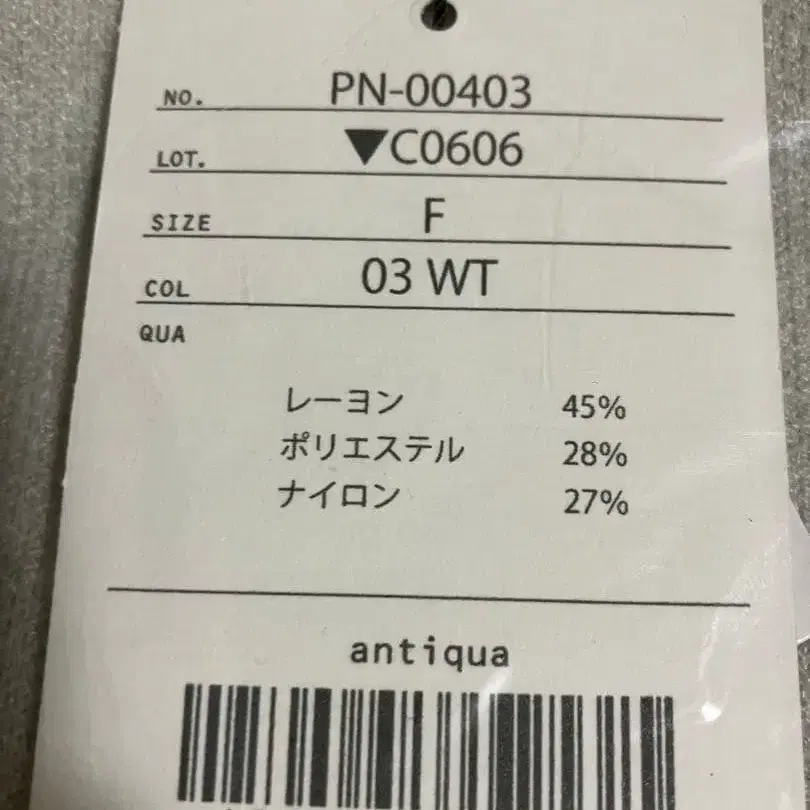 NO. PN-00403
LOT. ▼C0606
SIZE F
COL 03 WT
QUA
レーヨン 45%
ポリエステル 28%
ナイロン 27%
antiqua